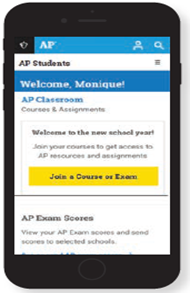 AP
AP Students
Welcome, Monique!
AP Classroom
Courses & Assignments
Welcome to the new school year!
Join your courses to get access to
AP resources and assignments
Join a Course or Exam
AP Exam Scores
View your AP Exam scores and send
scores to selected schools.